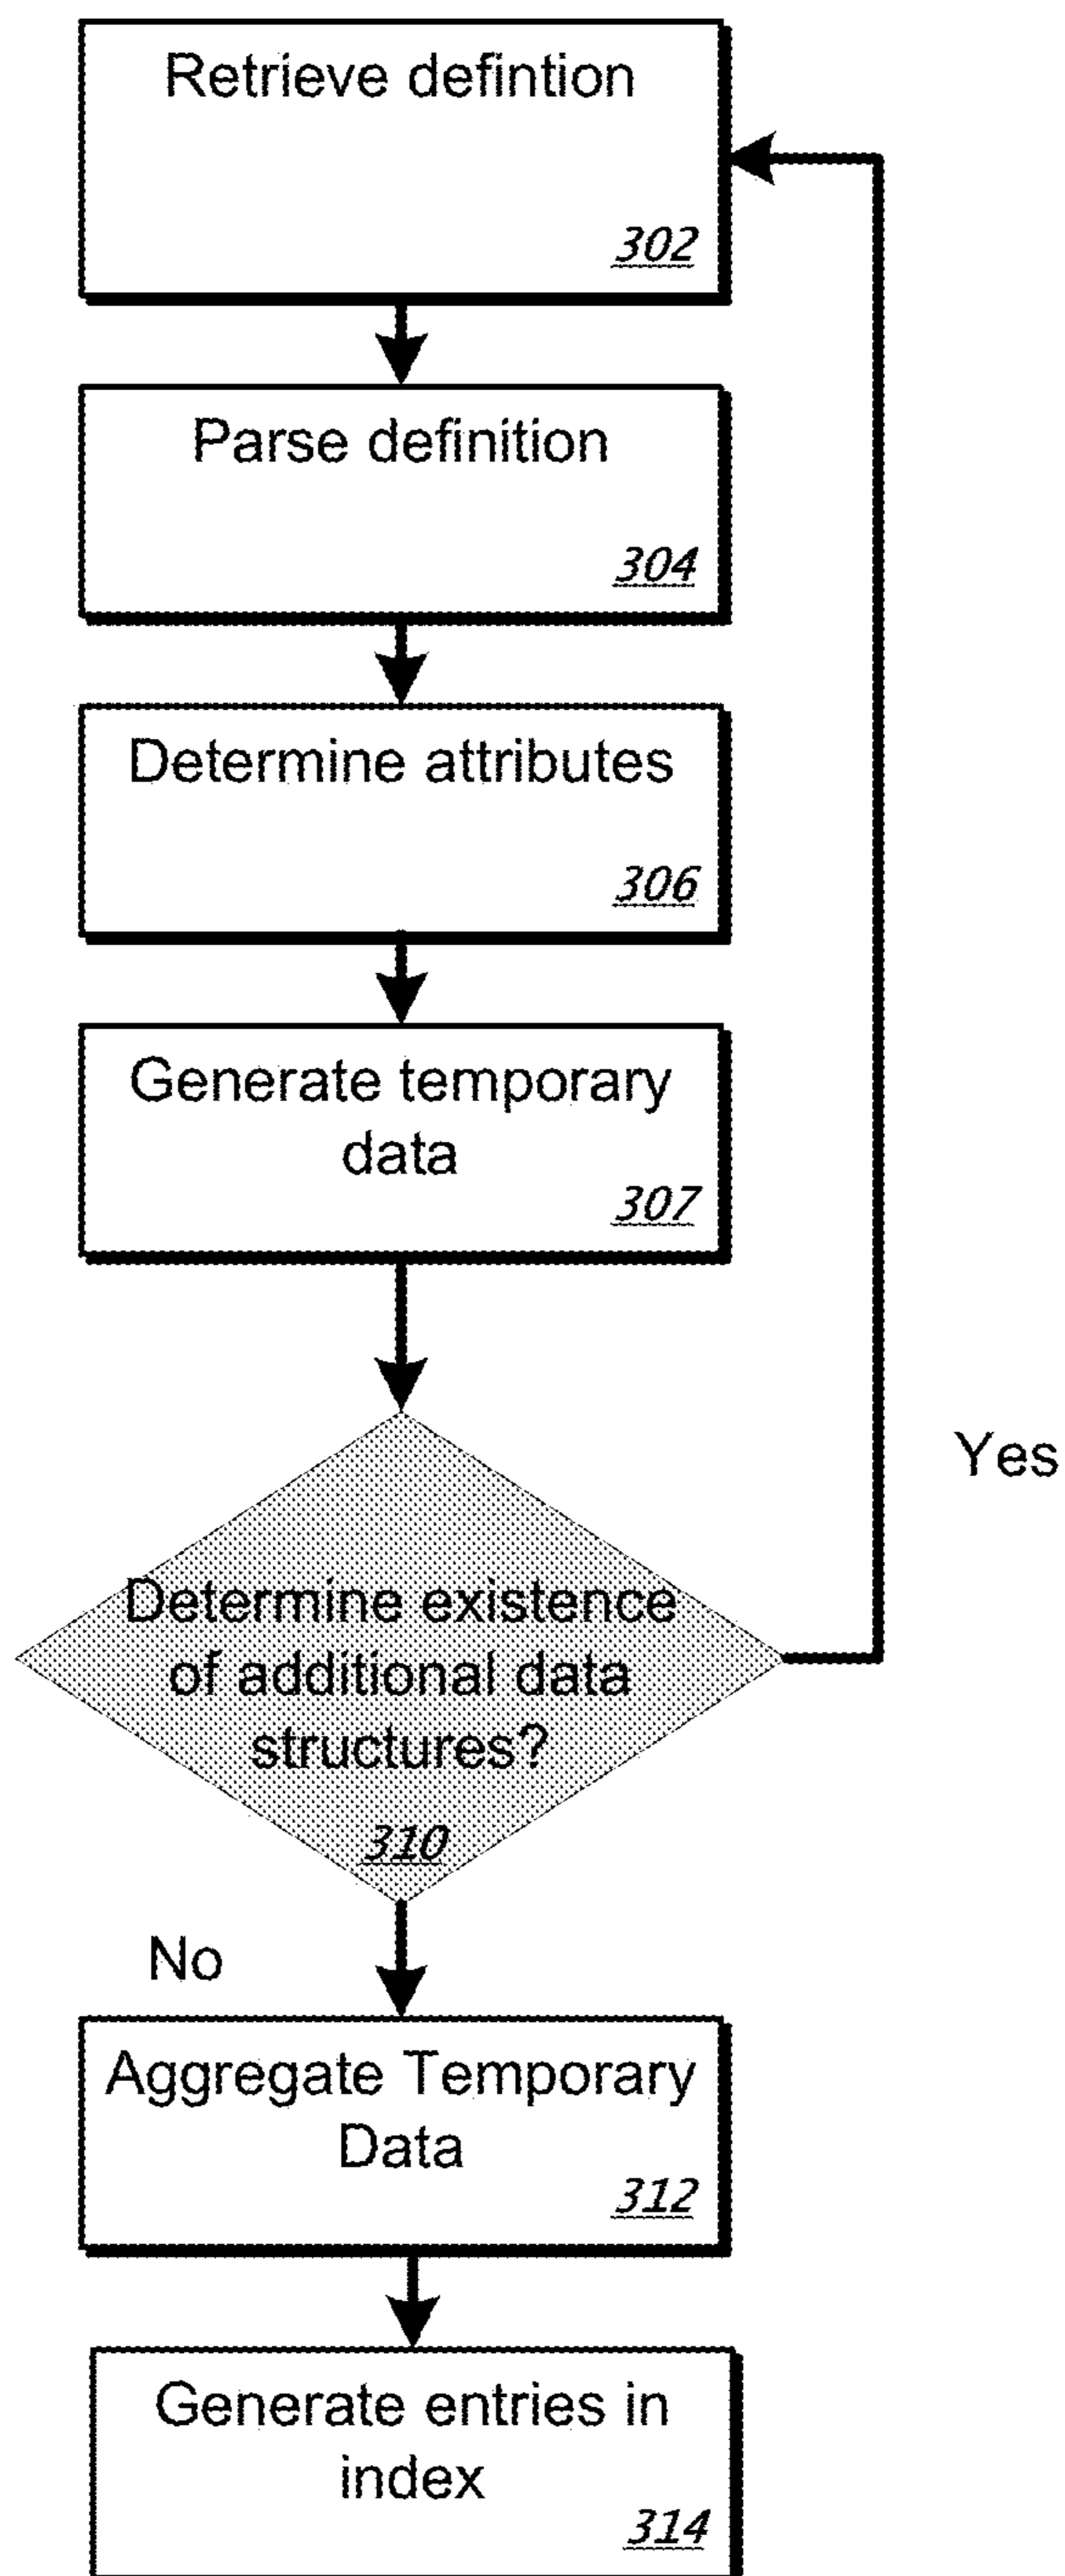 Retrieve defintion
302
Parse definition
304
Determine attributes
306
Generate temporary
data
307
Yes
Determine existence
of additional data
structures?
310
No
Aggregate Temporary
Data
312
Generate entries in
index
314